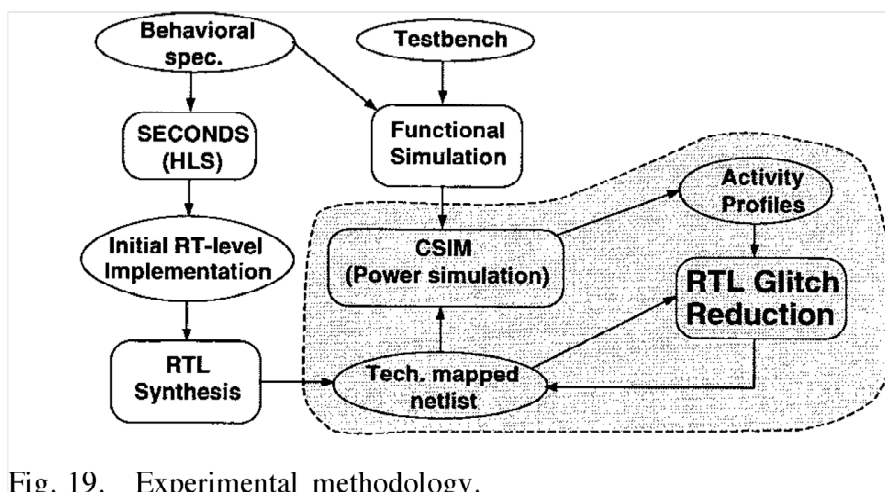 Behavioral
spec.
Testbench
SECONDS
(HLS)
Functional
Simulation
Activity
Profiles
Initial RT-level
Implementation
CSIM
(Power simulation)
RTL Glitch
Reduction
RTL
Synthesis
Tech. mapped
netlist
Fig. 19. Experimental methodology.